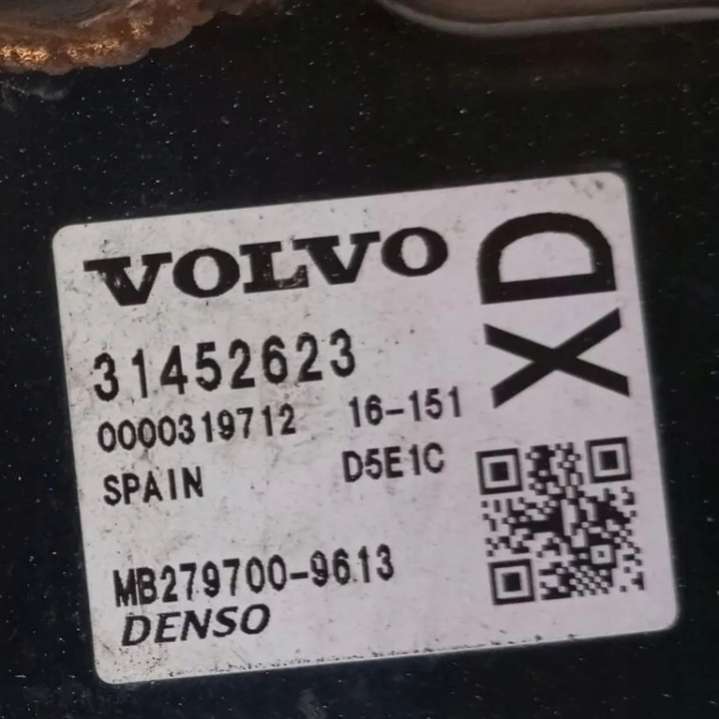 VOLVO
XD
31452623
0000319712 16-151
SPAIN D5E1C
MB279700-9613
DENSO